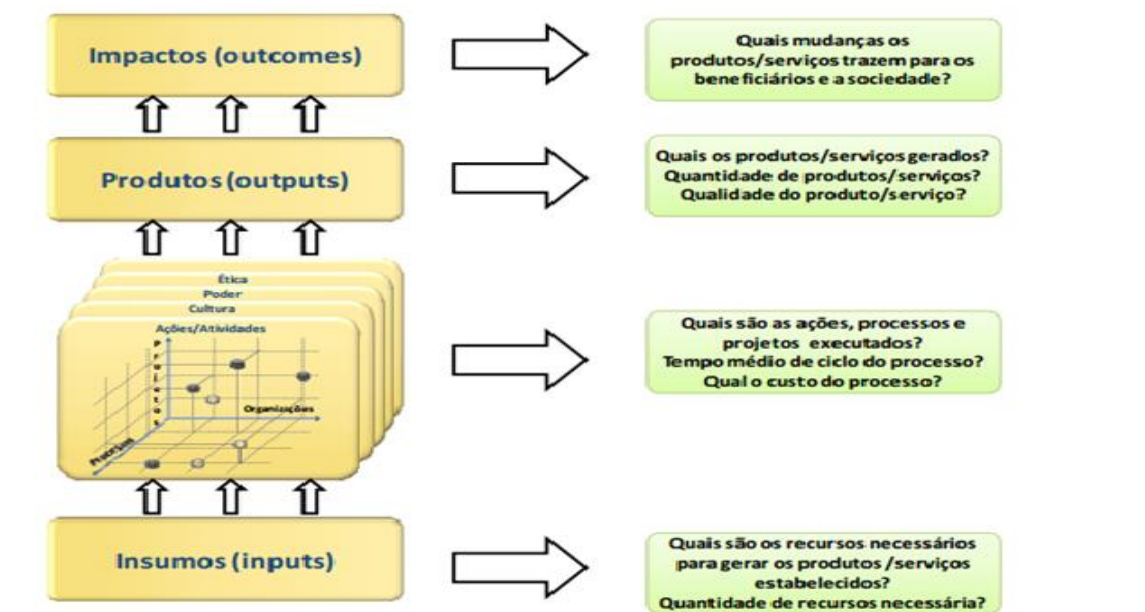 Impactos (outcomes)
Quais mudanças os
produtos/serviços trazem para os
beneficiários e a sociedade?
Produtos (outputs)
Quais os produtos/serviços gerados?
Quantidade de produtos/serviços?
Qualidade do produto/serviço?
Ética
Poder
Cultura
Ações/Atividades
Projetos
Organizações
Processos
Quais são as ações, processos e
projetos executados?
Tempo médio de ciclo do processo?
Qual o custo do processo?
Insumos (inputs)
Quais são os recursos necessários
para gerar os produtos /serviços
estabelecidos?
Quantidade de recursos necessária?